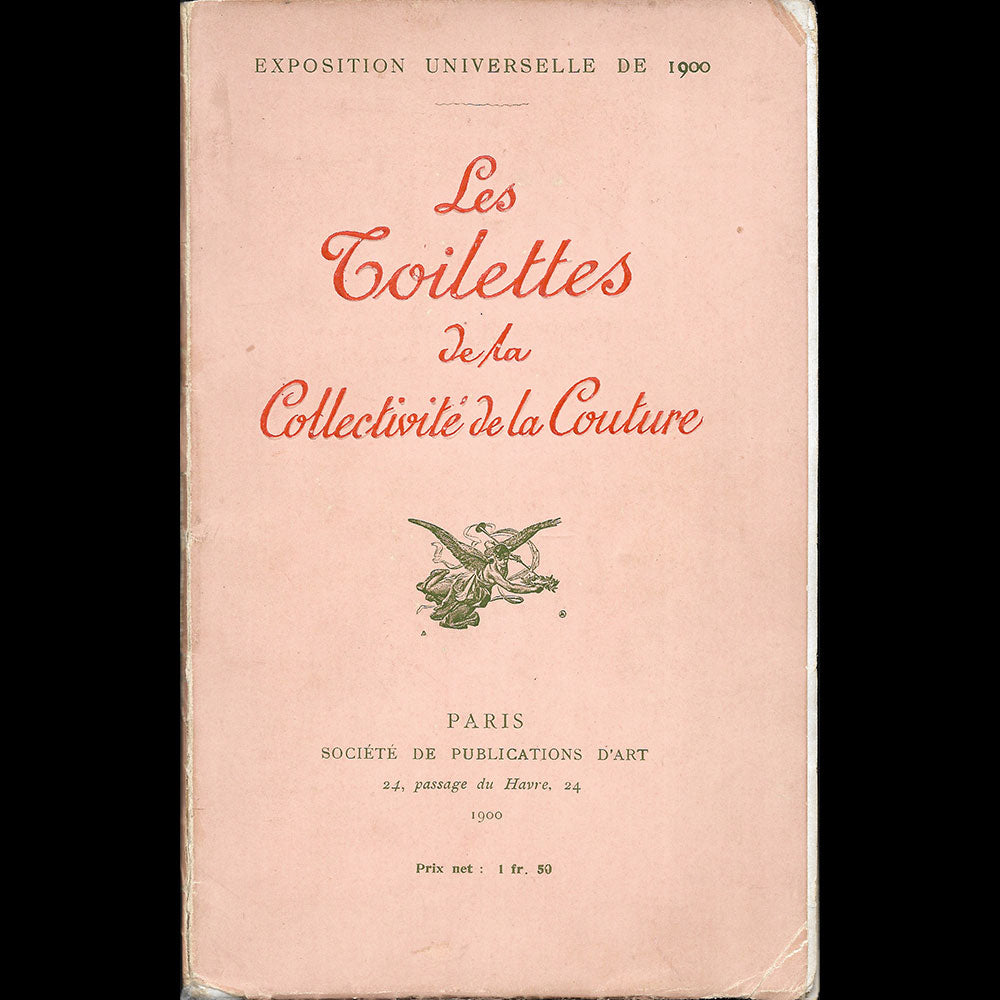 EXPOSITION UNIVERSELLE DE 1900
Les
Toilettes
de la
Collectivité de la Couture
PARIS
SOCIÉTÉ DE PUBLICATIONS D'ART
24, passage du Havre, 24
1900
Prix net : 1 fr. 50